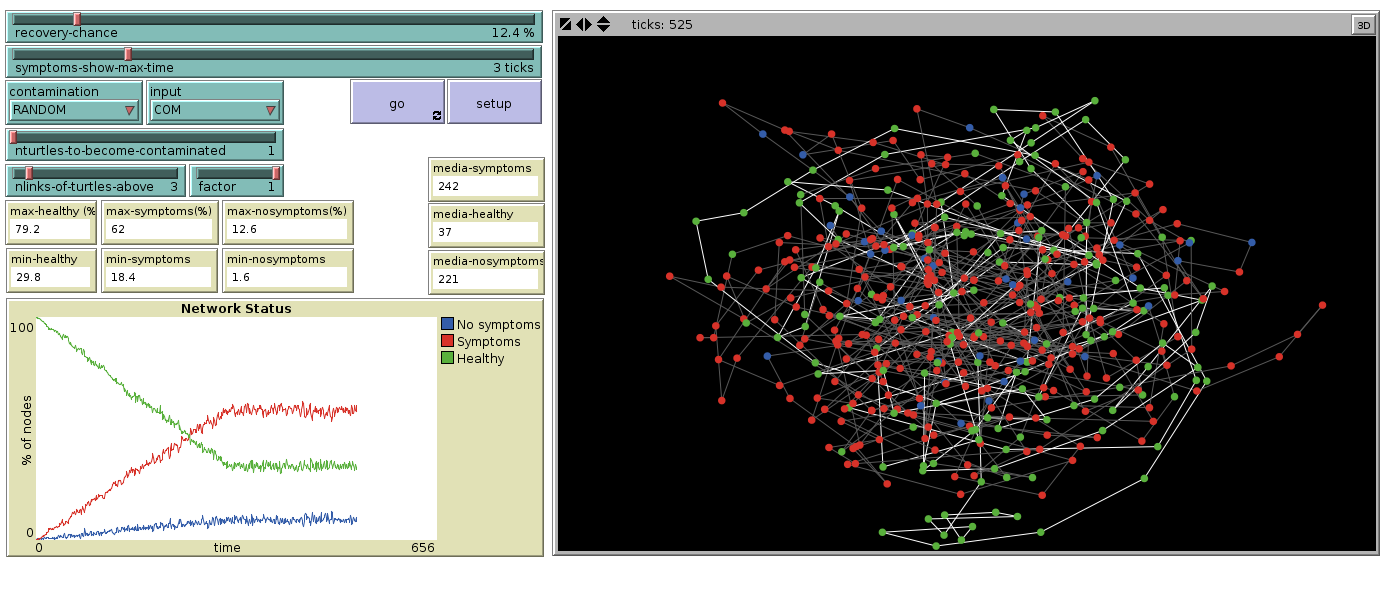 recovery-chance 12.4 %
symptoms-show-max-time 3 ticks
contamination
RANDOM
input
COM
go
setup
nturtles-to-become-contaminated 1
nlinks-of-turtles-above 3
factor 1
max-healthy (%
79.2
max-symptoms(%)
62
max-nosymptoms(%)
12.6
min-healthy
29.8
min-symptoms
18.4
min-nosymptoms
1.6
media-symptoms
242
media-healthy
37
media-nosymptoms
221
Network Status
100
% of nodes
0
0 time 656
No symptoms
Symptoms
Healthy
ticks: 525
3D